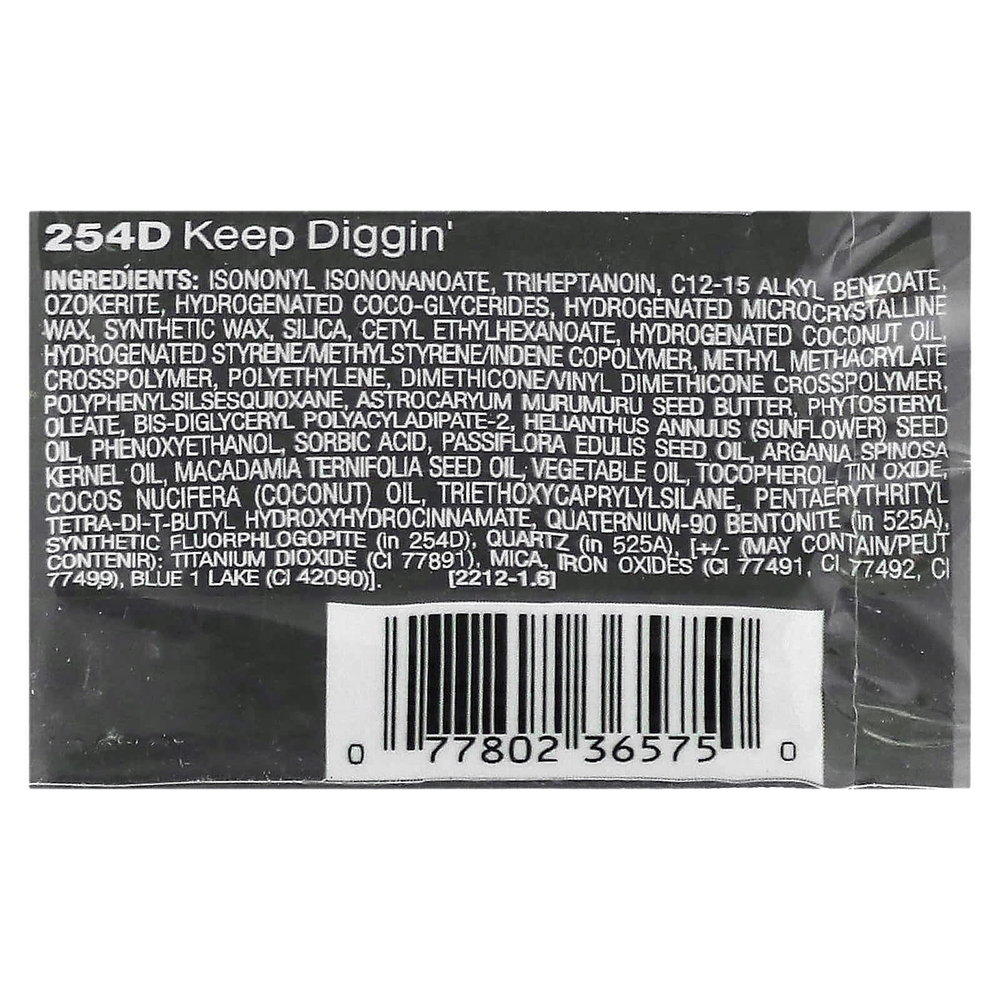 254D Keep Diggin'
INGREDIENTS: ISONONYL ISONONANOATE, TRIHEPTANOIN, C12-15 ALKYL BENZOATE,
OZOKERITE, HYDROGENATED COCO-GLYCERIDES, HYDROGENATED MICROCRYSTALLINE
WAX, SYNTHETIC WAX, SILICA, CETYL ETHYLHEXANOATE, HYDROGENATED COCONUT OIL,
HYDROGENATED STYRENE/METHYLSTYRENE/INDENE COPOLYMER, METHYL METHACRYLATE
CROSSPOLYMER, POLYETHYLENE, DIMETHICONE/VINYL DIMETHICONE CROSSPOLYMER,
POLYPHENYLSILSESQUIOXANE, ASTROCARYUM MURUMURU SEED BUTTER, PHYTOSTERYL
OLEATE, BIS-DIGLYCERYL POLYACYLADIPATE-2, HELIANTHUS ANNUUS (SUNFLOWER) SEED
OIL, PHENOXYETHANOL, SORBIC ACID, PASSIFLORA EDULIS SEED OIL, ARGANIA SPINOSA
KERNEL OIL, MACADAMIA TERNIFOLIA SEED OIL, VEGETABLE OIL, TOCOPHEROL, TIN OXIDE,
COCOS NUCIFERA (COCONUT) OIL, TRIETHOXYCAPRYLYLSILANE, PENTAERYTHRITYL
TETRA-DI-T-BUTYL HYDROXYHYDROCINNAMATE, QUATERNIUM-90 BENTONITE (in 525A),
SYNTHETIC FLUORPHLOGOPITE (in 254D), QUARTZ (in 525A), [+/- (MAY CONTAIN/PEUT
CONTENIR): TITANIUM DIOXIDE (CI 77891), MICA, IRON OXIDES (CI 77491, CI 77492, CI
77499), BLUE 1 LAKE (CI 42090)]. [2212-1.6]
0 77802 36575 0